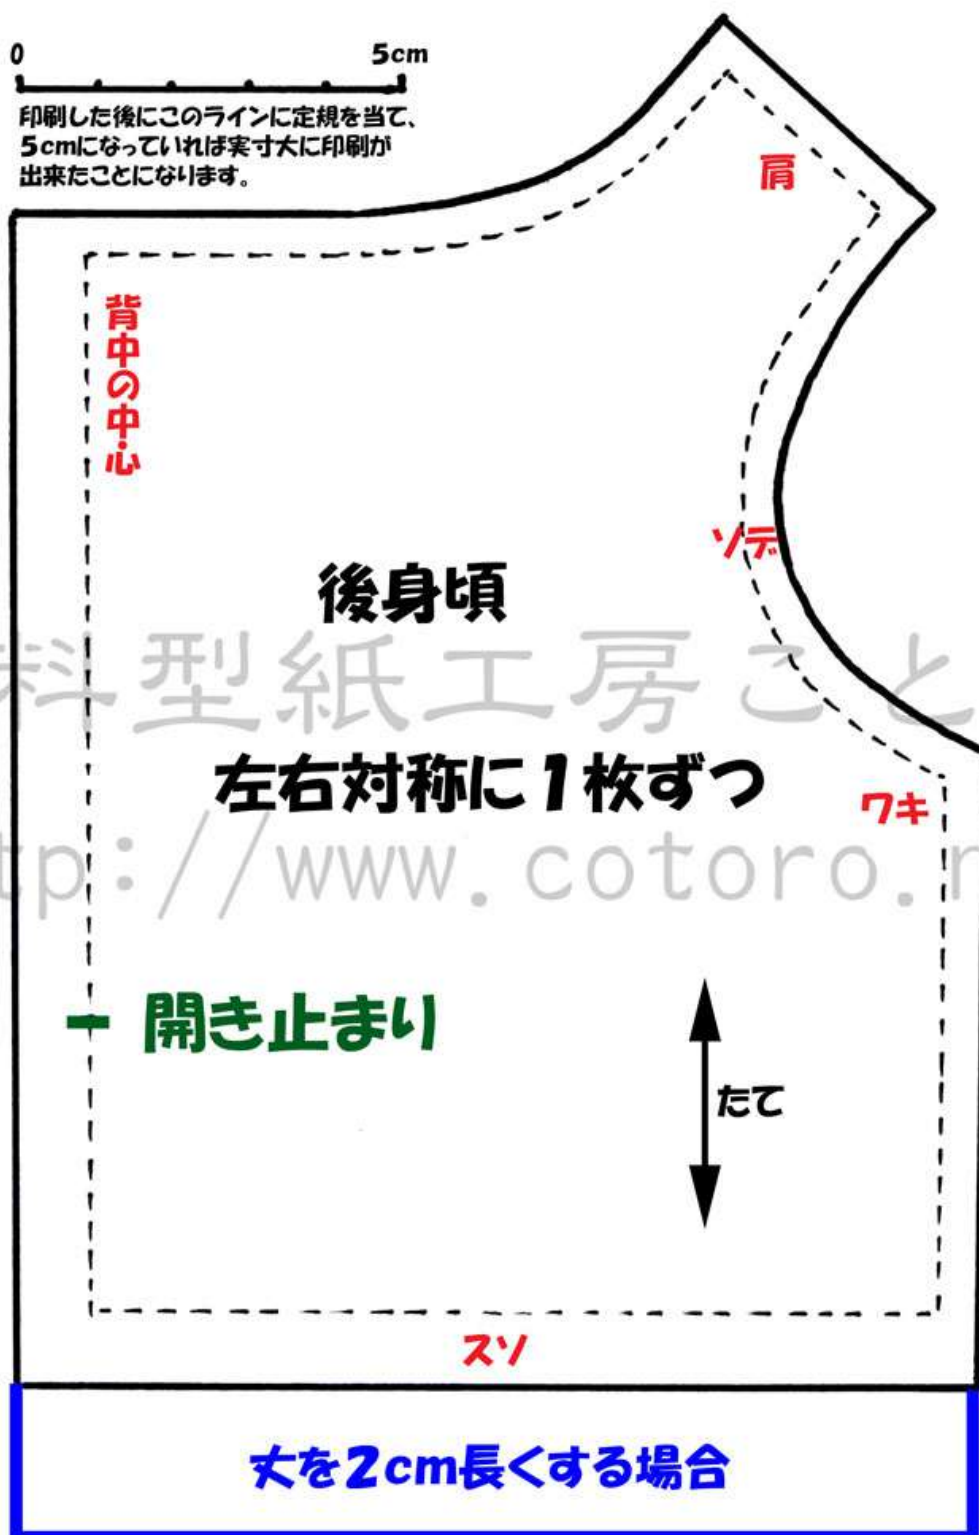 0 5cm
印刷した後にこのラインに定規を当て、
5cmになっていれば実寸大に印刷が
出来たことになります。
肩
背中の中心
ソデ
後身頃
料型紙工房こと
左右対称に1枚ずつ
ワキ
tp://www.cotoro.n
開き止まり
たて
スソ
丈を2cm長くする場合